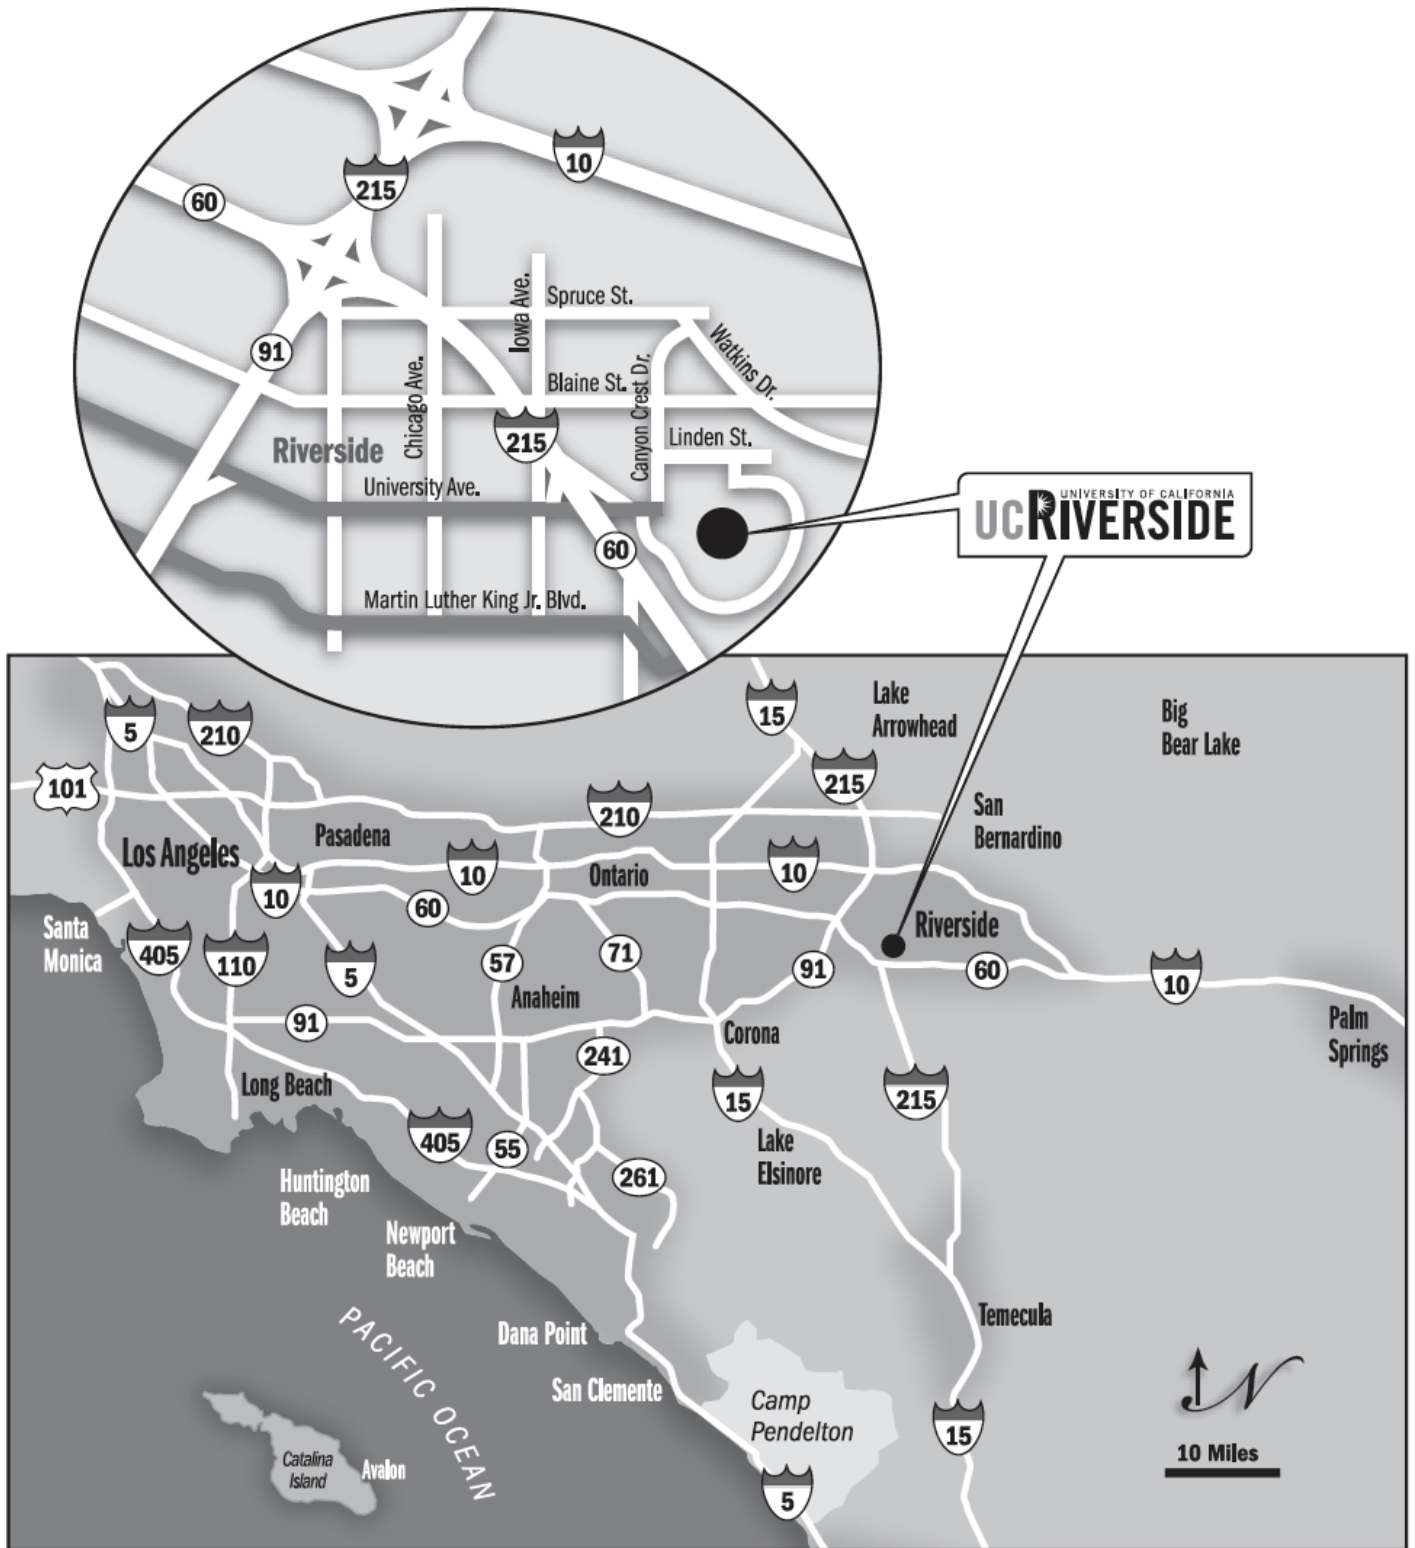 10
215
60
Iowa Ave.
Spruce St.
Watkins Dr.
91
Chicago Ave.
Blaine St.
Canyon Crest Dr.
215
Linden St.
Riverside
University Ave.
UNIVERSITY OF CALIFORNIA
UCRIVERSIDE
60
Martin Luther King Jr. Blvd.
5
210
15
Lake
Arrowhead
Big
Bear Lake
101
215
210
San
Bernardino
Pasadena
Los Angeles
10
10
10
Ontario
60
Santa
Monica
405
110
5
57
71
91
Riverside
60
10
Anaheim
91
241
Corona
Palm
Springs
Long Beach
15
215
405
55
Lake
Elsinore
261
Huntington
Beach
Newport
Beach
PACIFIC OCEAN
Dana Point
Temecula
San Clemente
Camp
Pendelton
N
15
10 Miles
Catalina
Island
Avalon
5